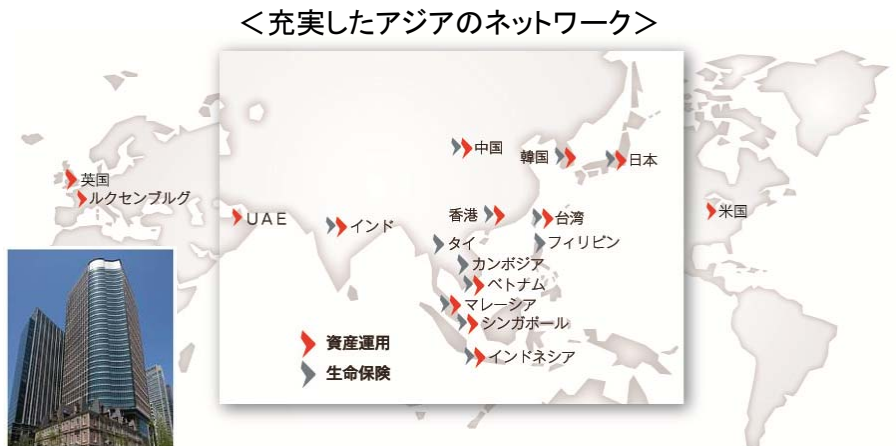 ＜充実したアジアのネットワーク＞
中国
韓国
日本
英国
ルクセンブルグ
UAE
インド
香港
台湾
米国
タイ
フィリピン
カンボジア
ベトナム
マレーシア
シンガポール
インドネシア
資産運用
生命保険